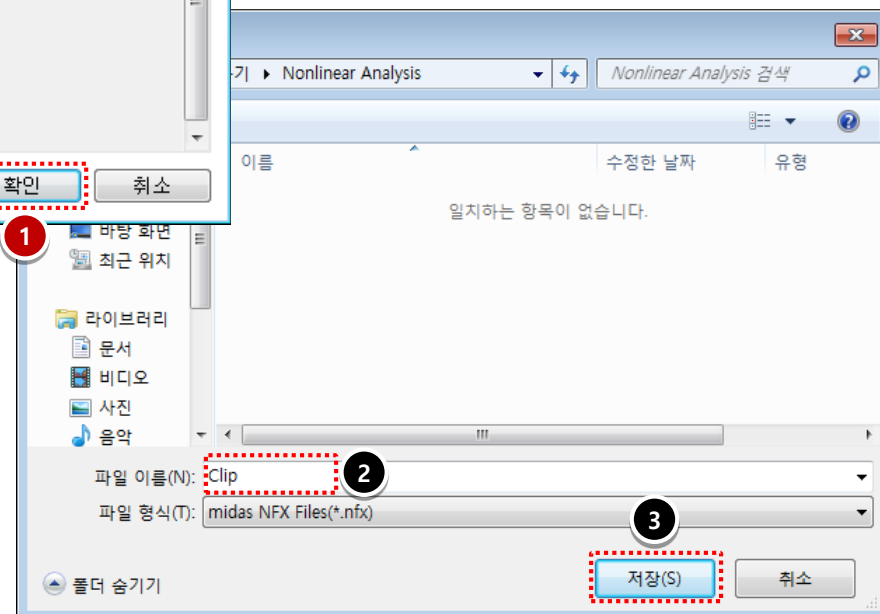 기 ▸ Nonlinear Analysis
Nonlinear Analysis 검색
이름
수정한 날짜
유형
확인
취소
일치하는 항목이 없습니다.
1
바탕 화면
최근 위치
라이브러리
문서
비디오
사진
음악
파일 이름(N): Clip
2
파일 형식(T): midas NFX Files(*.nfx)
3
폴더 숨기기
저장(S)
취소